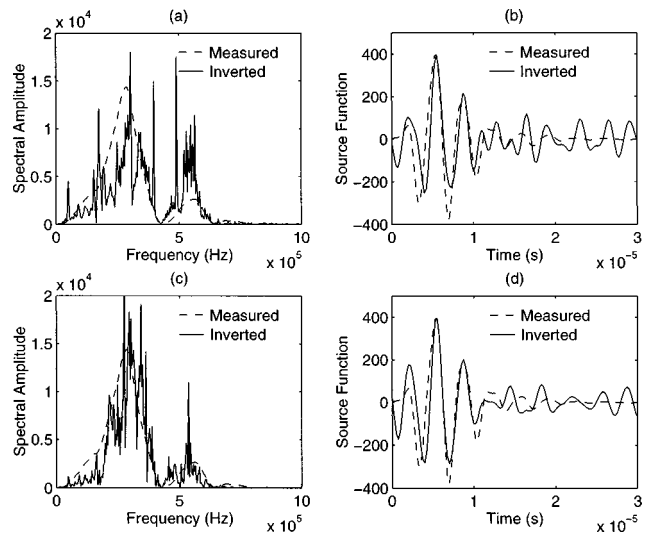 (a)
x 10^4
2
1.5
1
0.5
0
Spectral Amplitude
Measured
Inverted
0
5
10
Frequency (Hz)
x 10^5
(b)
400
200
0
-200
-400
Source Function
Measured
Inverted
0
1
2
3
Time (s)
x 10^-5
(c)
x 10^4
2
1.5
1
0.5
0
Spectral Amplitude
Measured
Inverted
0
5
10
Frequency (Hz)
x 10^5
(d)
400
200
0
-200
-400
Source Function
Measured
Inverted
0
1
2
3
Time (s)
x 10^-5